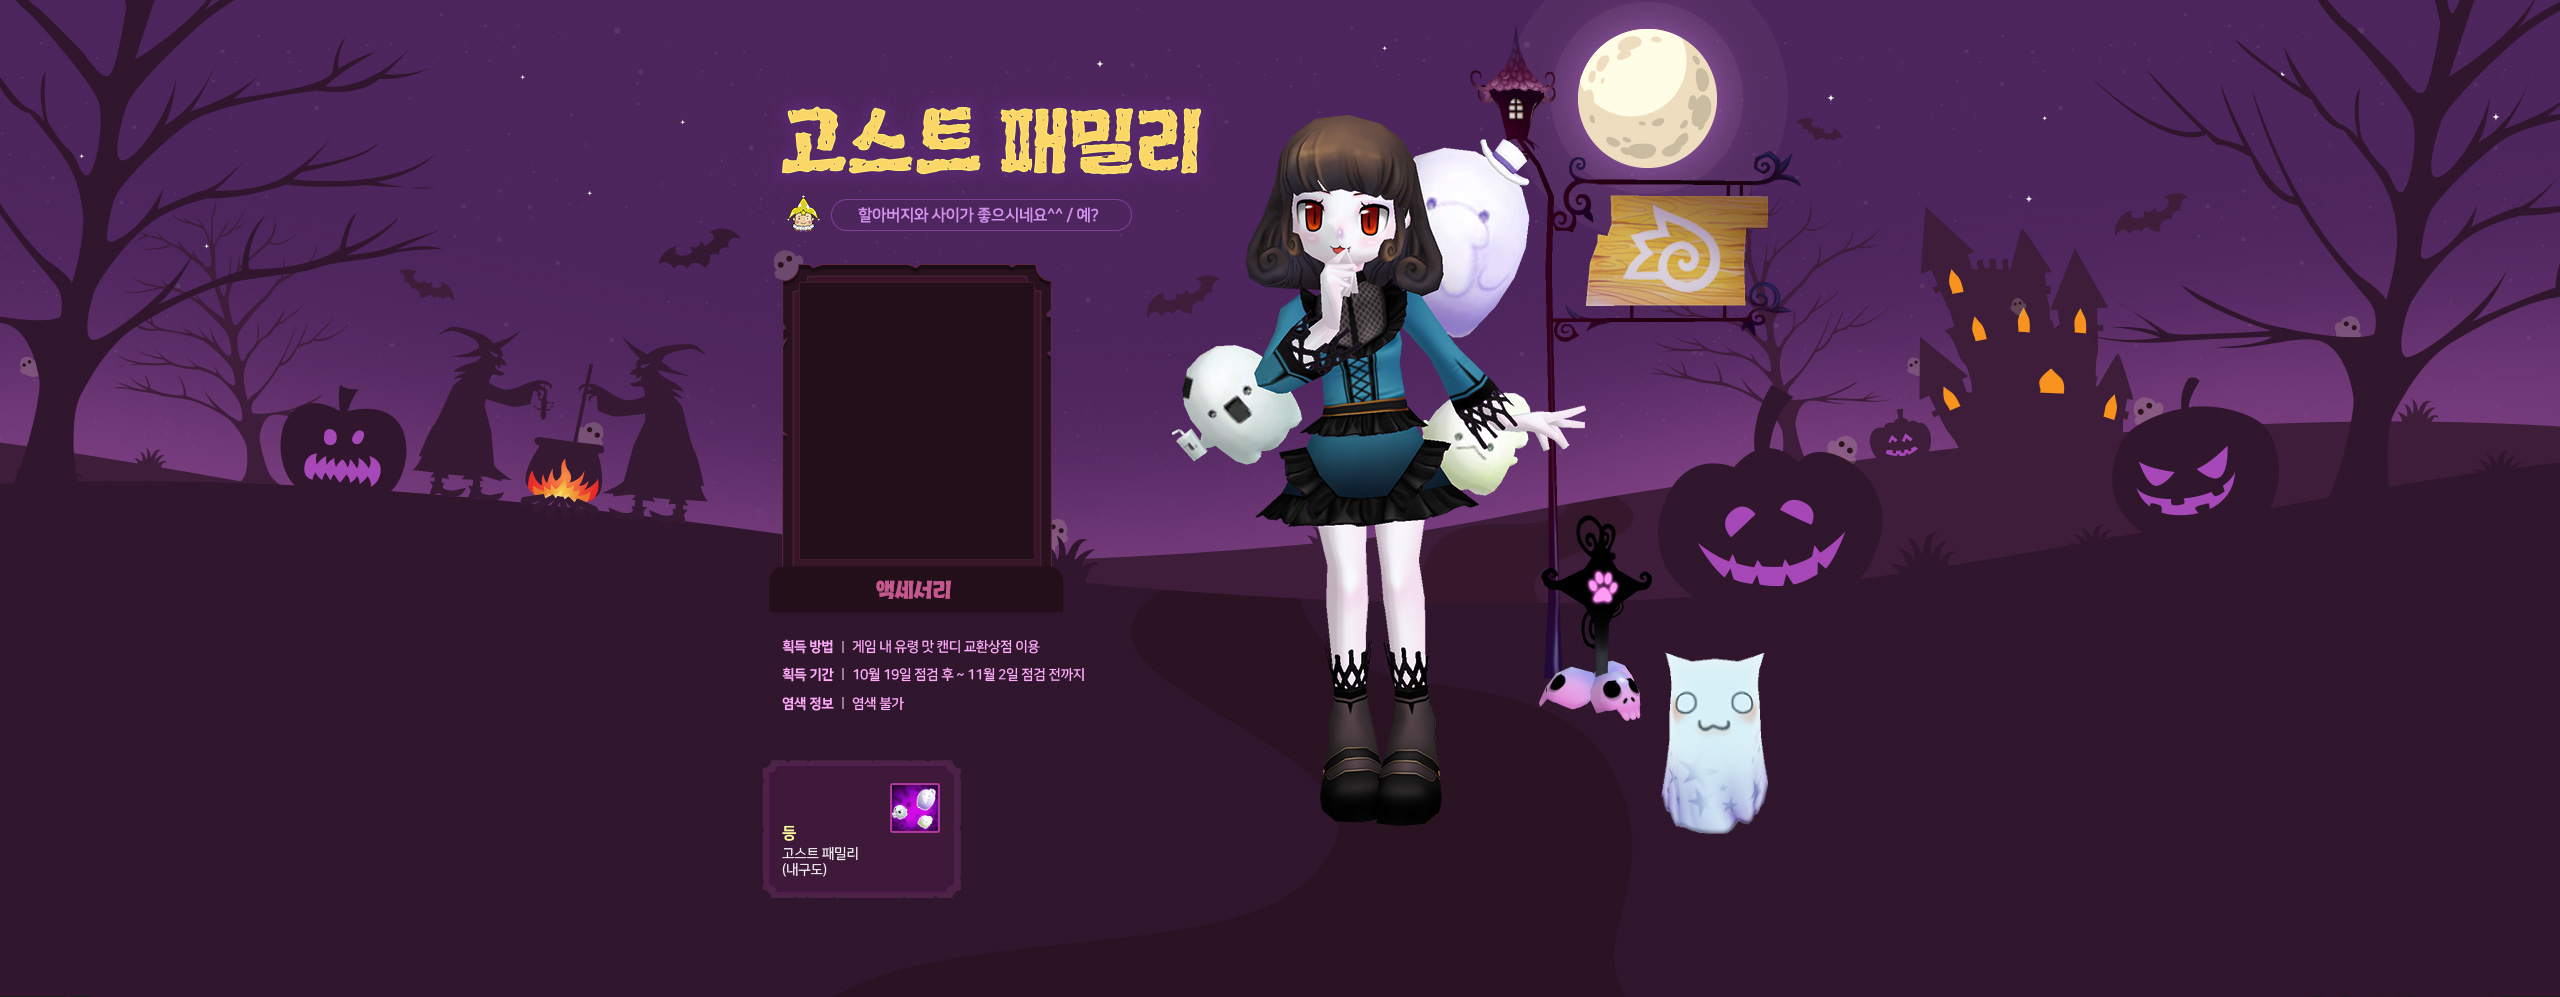 고스트 패밀리
할아버지와 사이가 좋으시네요^^ / 예?
액세서리
획득 방법 | 게임 내 유령 맛 캔디 교환상점 이용
획득 기간 | 10월 19일 점검 후 ~ 11월 2일 점검 전까지
염색 정보 | 염색 불가
등
고스트 패밀리
(내구도)